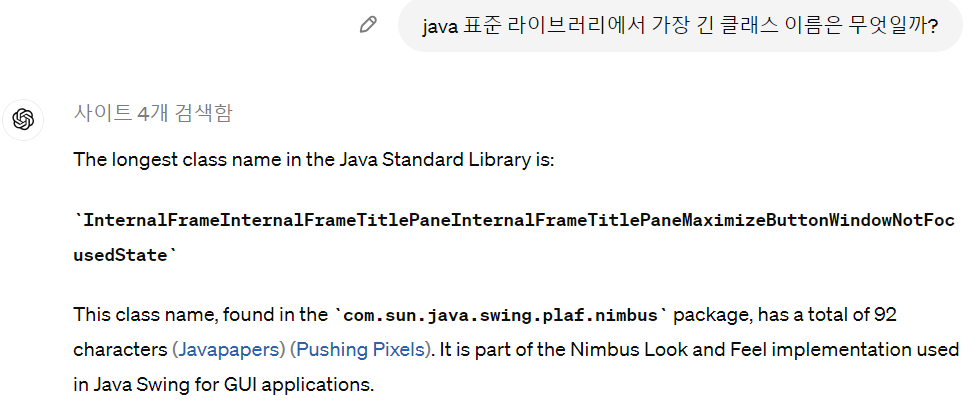 java 표준 라이브러리에서 가장 긴 클래스 이름은 무엇일까?
사이트 4개 검색함
The longest class name in the Java Standard Library is:
`InternalFrameInternalFrameTitlePaneInternalFrameTitlePaneMaximizeButtonWindowNotFoc
usedState`
This class name, found in the `com.sun.java.swing.plaf.nimbus` package, has a total of 92
characters (Javapapers) (Pushing Pixels). It is part of the Nimbus Look and Feel implementation used
in Java Swing for GUI applications.